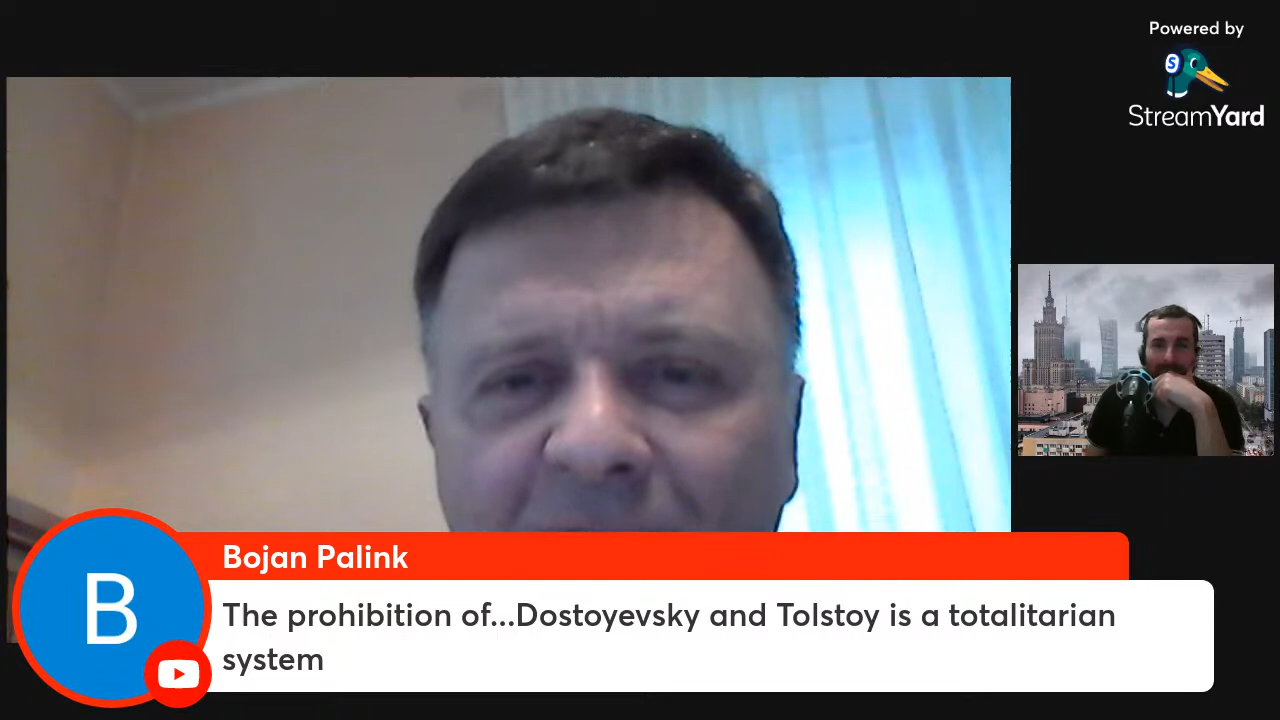 Powered by
S
StreamYard
B
Bojan Palink
The prohibition of...Dostoyevsky and Tolstoy is a totalitarian
system